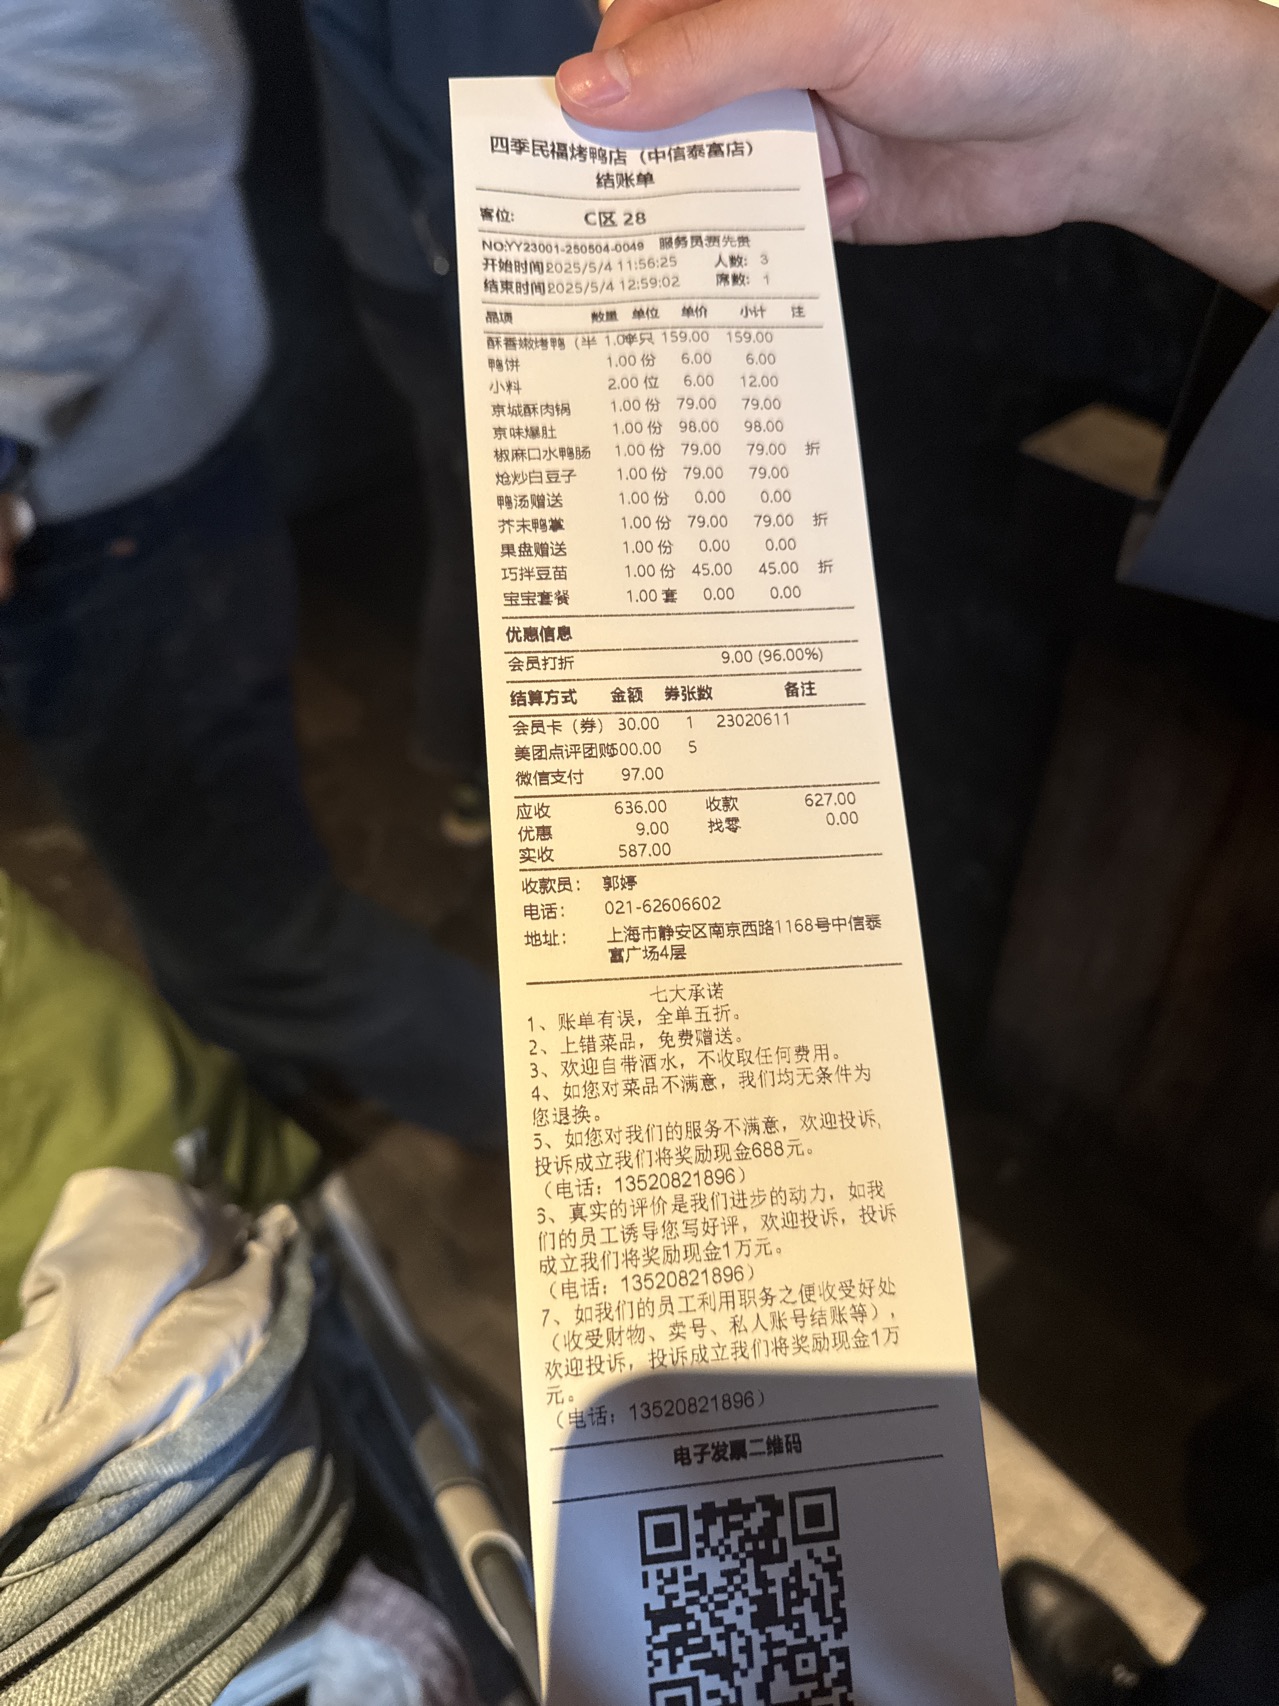 四季民福烤鸭店（中信泰富店）
结账单
客位: C区 28
NO:YY23001-250504-0049 服务员:贾先贵
开始时间2025/5/4 11:56:25 人数: 3
结束时间2025/5/4 12:59:02 席数: 1
品项 数量 单位 单价 小计 注
酥香嫩烤鸭（半 1.00半只 159.00 159.00
鸭饼 1.00 份 6.00 6.00
小料 2.00 位 6.00 12.00
京城酥肉锅 1.00 份 79.00 79.00
京味爆肚 1.00 份 98.00 98.00
椒麻口水鸭肠 1.00 份 79.00 79.00 折
炝炒白豆子 1.00 份 79.00 79.00
鸭汤赠送 1.00 份 0.00 0.00
芥末鸭掌 1.00 份 79.00 79.00 折
果盘赠送 1.00 份 0.00 0.00
巧拌豆苗 1.00 份 45.00 45.00 折
宝宝套餐 1.00 套 0.00 0.00
优惠信息
会员打折 9.00 (96.00%)
结算方式 金额 券张数 备注
会员卡（券） 30.00 1 23020611
美团点评团购500.00 5
微信支付 97.00
应收 636.00 收款 627.00
优惠 9.00 找零 0.00
实收 587.00
收款员: 郭婷
电话: 021-62606602
地址: 上海市静安区南京西路1168号中信泰
富广场4层
七大承诺
1、账单有误，全单五折。
2、上错菜品，免费赠送。
3、欢迎自带酒水，不收取任何费用。
4、如您对菜品不满意，我们均无条件为
您退换。
5、如您对我们的服务不满意，欢迎投诉，
投诉成立我们将奖励现金688元。
（电话：13520821896）
6、真实的评价是我们进步的动力，如我
们的员工诱导您写好评，欢迎投诉，投诉
成立我们将奖励现金1万元。
（电话：13520821896）
7、如我们的员工利用职务之便收受好处
（收受财物、卖号、私人账号结账等），
欢迎投诉，投诉成立我们将奖励现金1万
元。
（电话：13520821896）
电子发票二维码